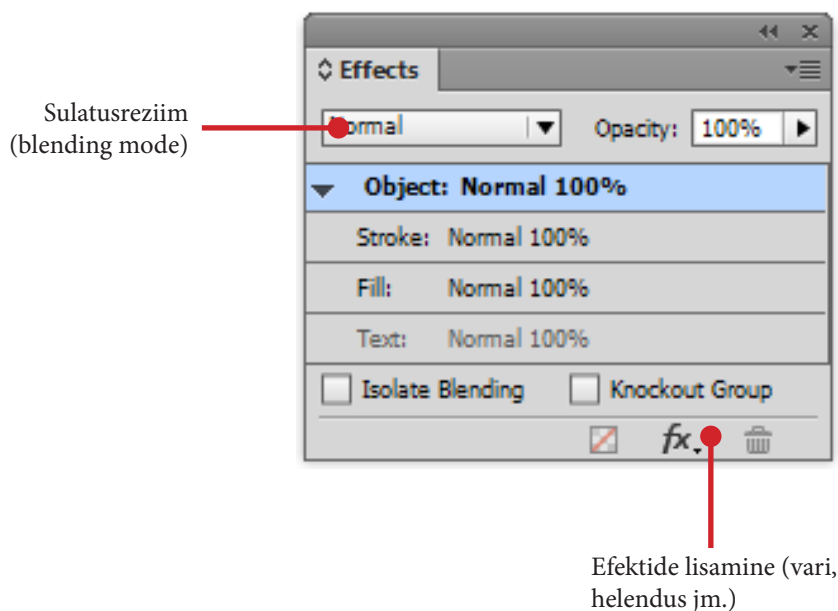 Effects
Sulatusreziim
(blending mode)
Normal
Opacity: 100%
Object: Normal 100%
Stroke: Normal 100%
Fill: Normal 100%
Text: Normal 100%
Isolate Blending
Knockout Group
fx.
Efektide lisamine (vari,
helendus jm.)